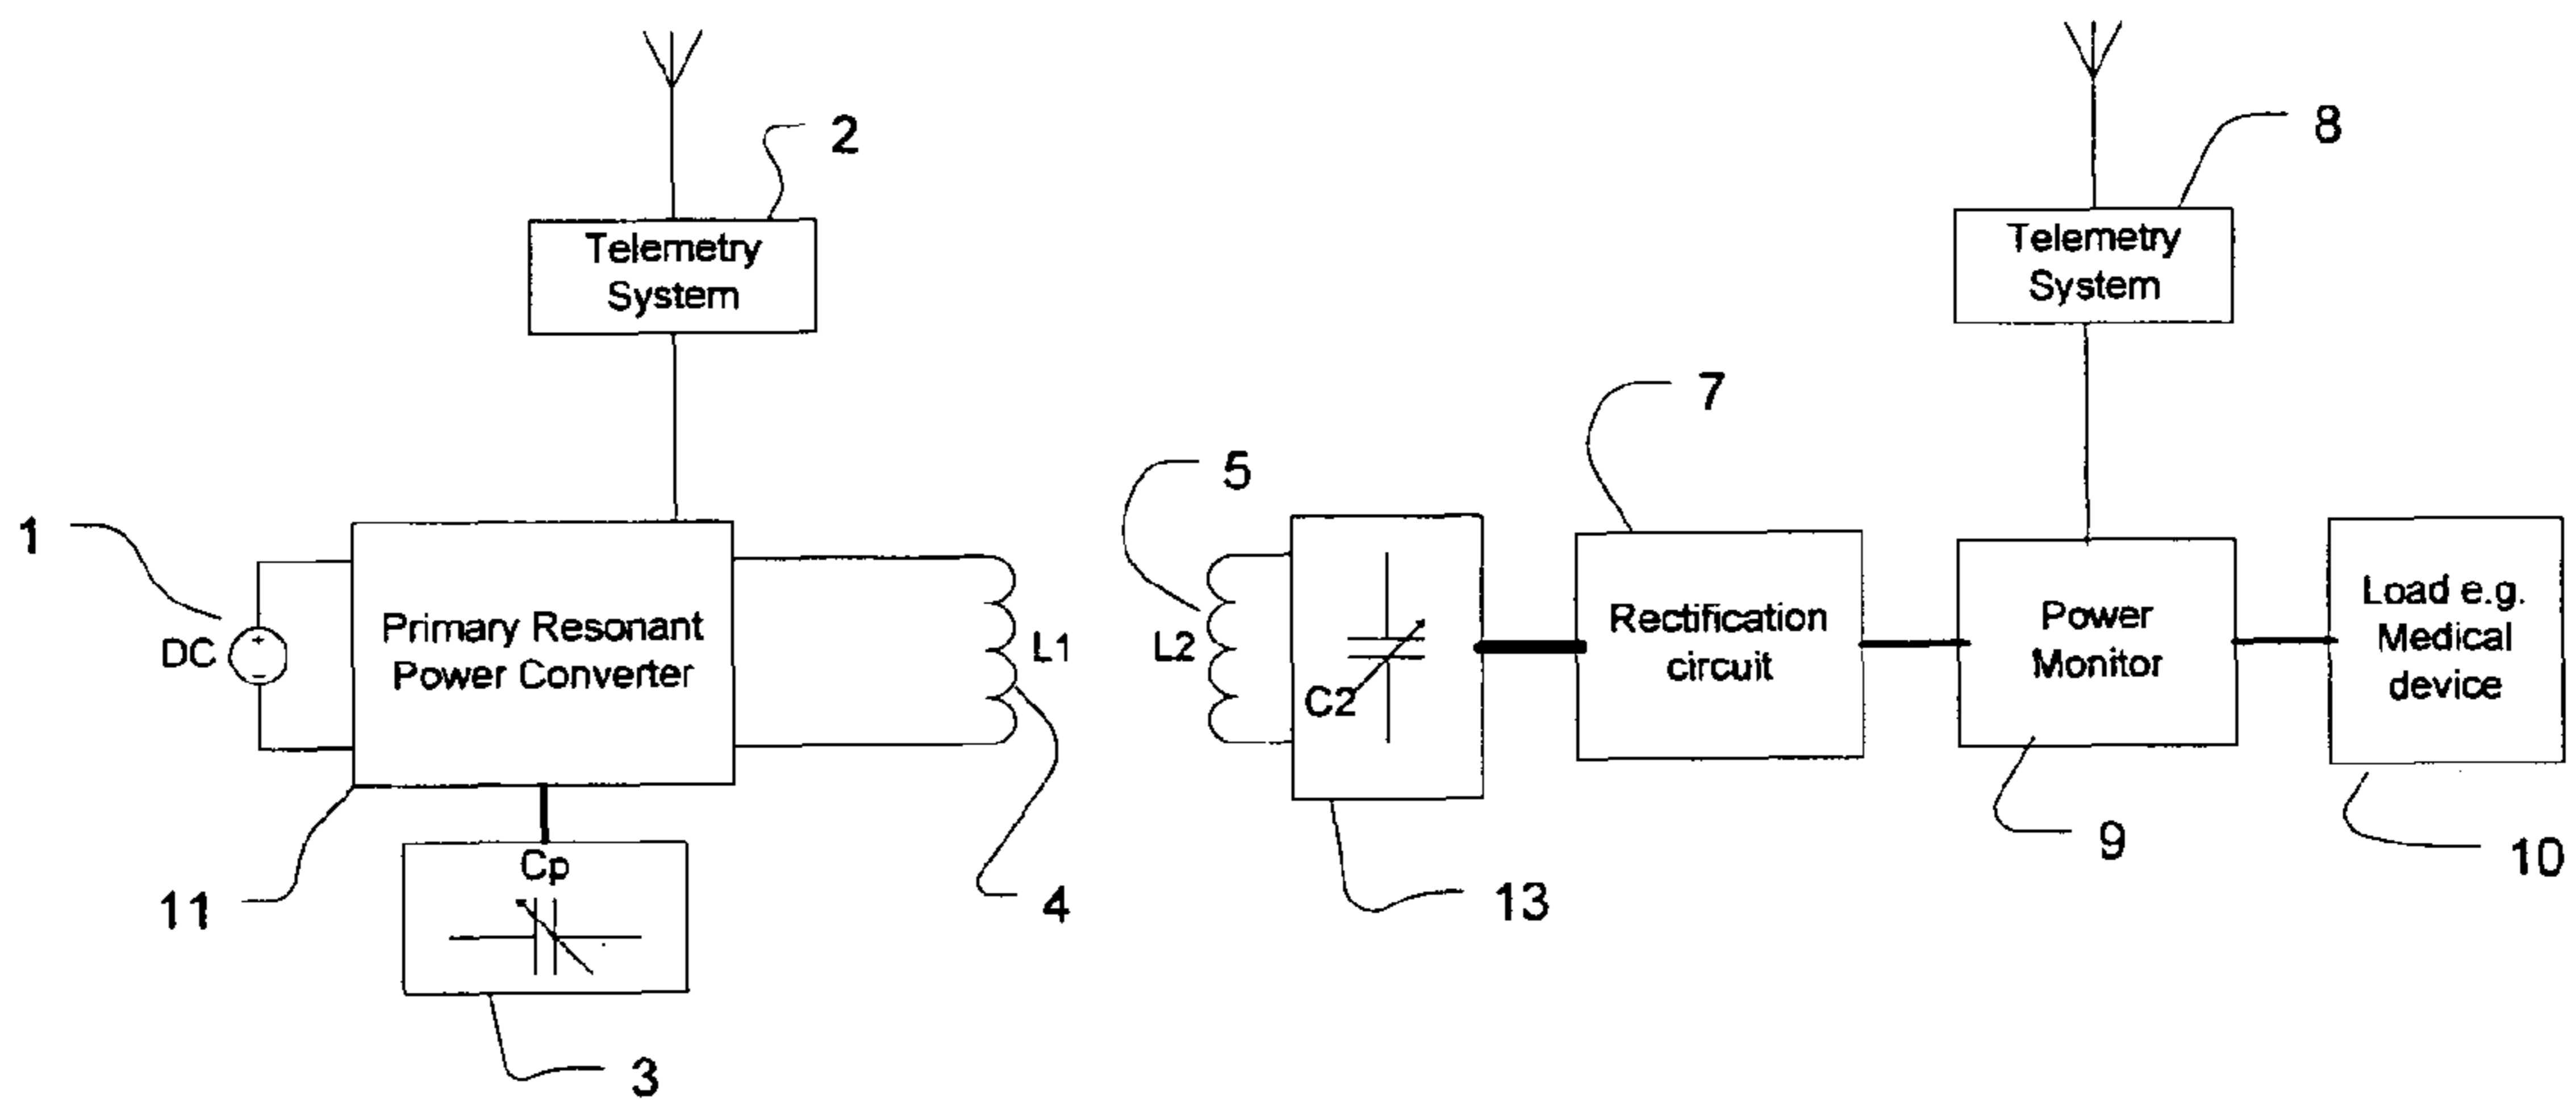 2
8
Telemetry
System
Telemetry
System
7
5
1
DC
+
−
Primary Resonant
Power Converter
L1
L2
C2
Rectification
circuit
Power
Monitor
Load e.g.
Medical
device
11
Cp
4
13
9
10
3